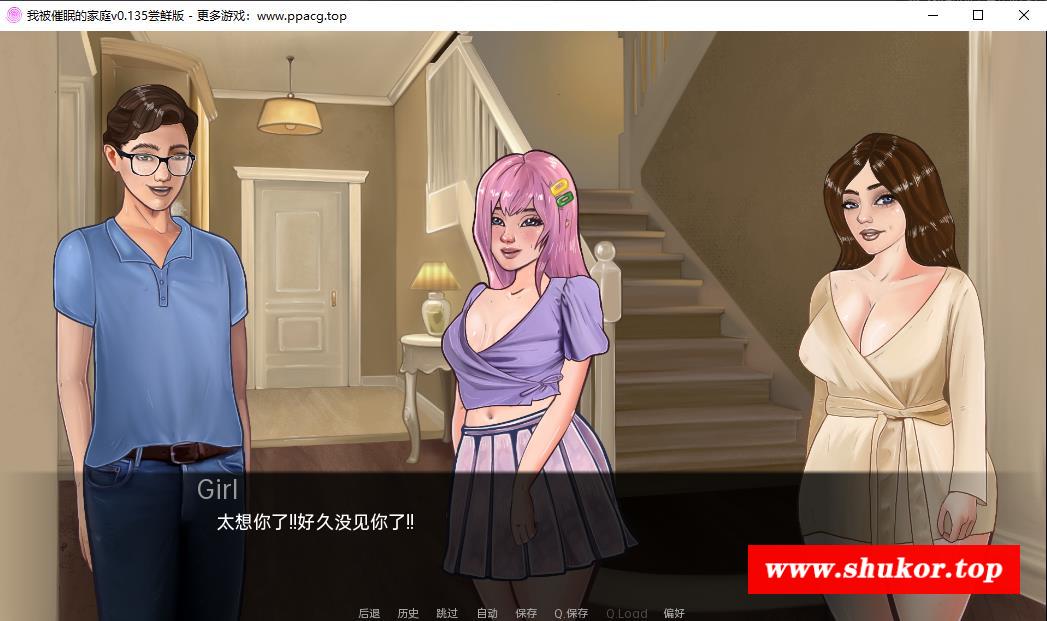 我被催眠的家庭v0.135尝鲜版 - 更多游戏：www.ppacg.top
Girl
太想你了!!好久没见你了!!
www.shukor.top
后退 历史 跳过 自动 保存 Q.保存 Q.Load 偏好